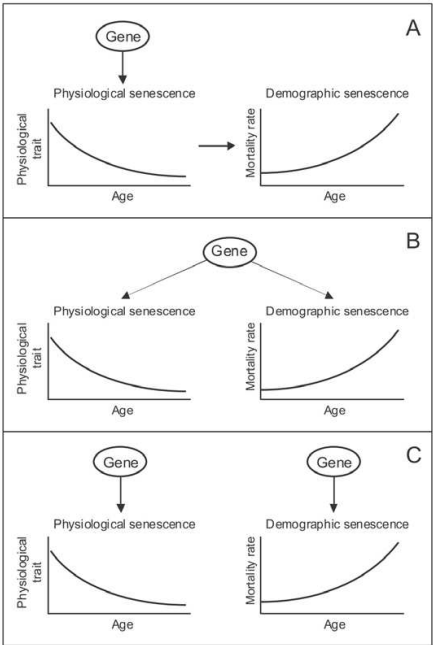 A
Gene
Physiological senescence
Demographic senescence
Physiological
trait
Age
Mortality rate
Age
B
Gene
Physiological senescence
Demographic senescence
Physiological
trait
Age
Mortality rate
Age
C
Gene
Gene
Physiological senescence
Demographic senescence
Physiological
trait
Age
Mortality rate
Age